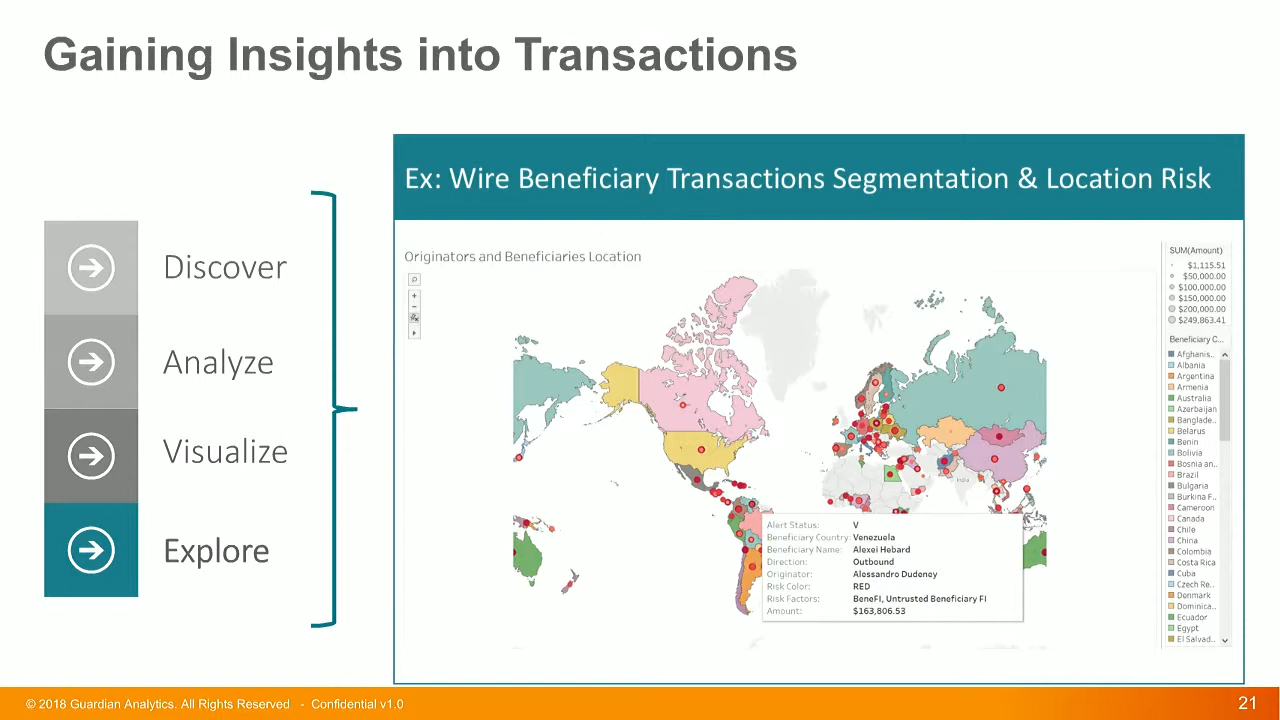 Gaining Insights into Transactions
Discover
Analyze
Visualize
Explore
Ex: Wire Beneficiary Transactions Segmentation & Location Risk
Originators and Beneficiaries Location
India
Alert Status: V
Beneficiary Country: Venezuela
Beneficiary Name: Alexei Hebard
Direction: Outbound
Originator: Alessandro Dudeney
Risk Color: RED
Risk Factors: BeneFI, Untrusted Beneficiary FI
Amount: $163,806.53
SUM(Amount)
$1,115.51
$50,000.00
$100,000.00
$150,000.00
$200,000.00
$249,863.41
Beneficiary C...
Afghanis..
Albania
Argentina
Armenia
Australia
Azerbaijan
Banglade..
Belarus
Benin
Bolivia
Bosnia an..
Brazil
Bulgaria
Burkina F..
Cameroon
Canada
Chile
China
Colombia
Costa Rica
Cuba
Czech Re..
Denmark
Dominica..
Ecuador
Egypt
El Salvad..
© 2018 Guardian Analytics. All Rights Reserved - Confidential v1.0
21